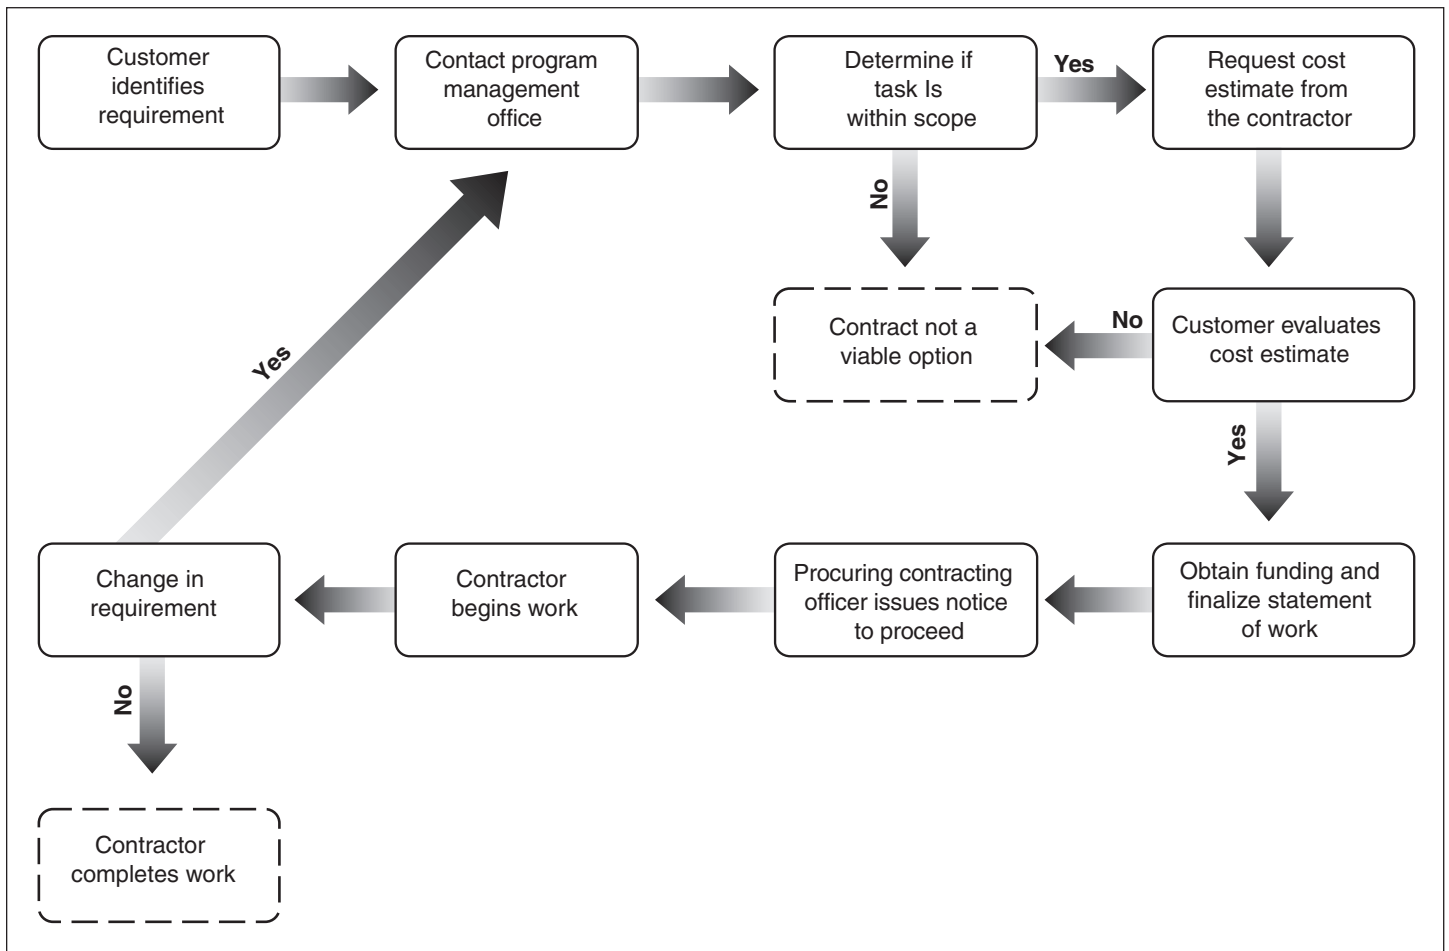 Customer
identifies
requirement
Contact program
management
office
Determine if
task Is
within scope
Yes
Request cost
estimate from
the contractor
No
Contract not a
viable option
No
Customer evaluates
cost estimate
Yes
Yes
Change in
requirement
Contractor
begins work
Procuring contracting
officer issues notice
to proceed
Obtain funding and
finalize statement
of work
No
Contractor
completes work